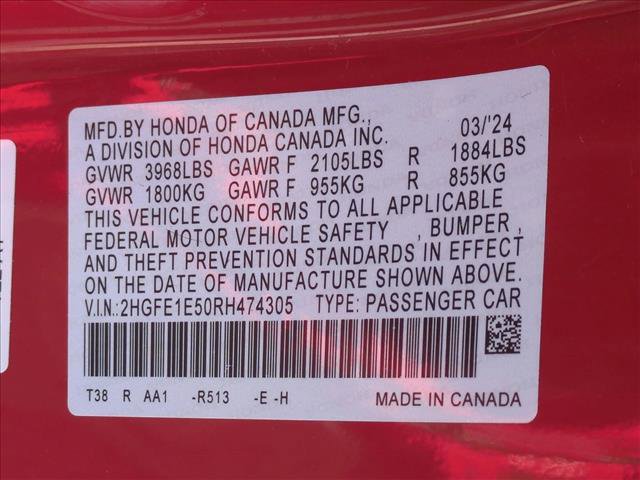 MFD.BY HONDA OF CANADA MFG.,
A DIVISION OF HONDA CANADA INC. 03/'24
GVWR 3968LBS GAWR F 2105LBS R 1884LBS
GVWR 1800KG GAWR F 955KG R 855KG
THIS VEHICLE CONFORMS TO ALL APPLICABLE
FEDERAL MOTOR VEHICLE SAFETY , BUMPER ,
AND THEFT PREVENTION STANDARDS IN EFFECT
ON THE DATE OF MANUFACTURE SHOWN ABOVE.
V.I.N.:2HGFE1E50RH474305 TYPE: PASSENGER CAR
T38 R AA1 -R513 -E -H MADE IN CANADA